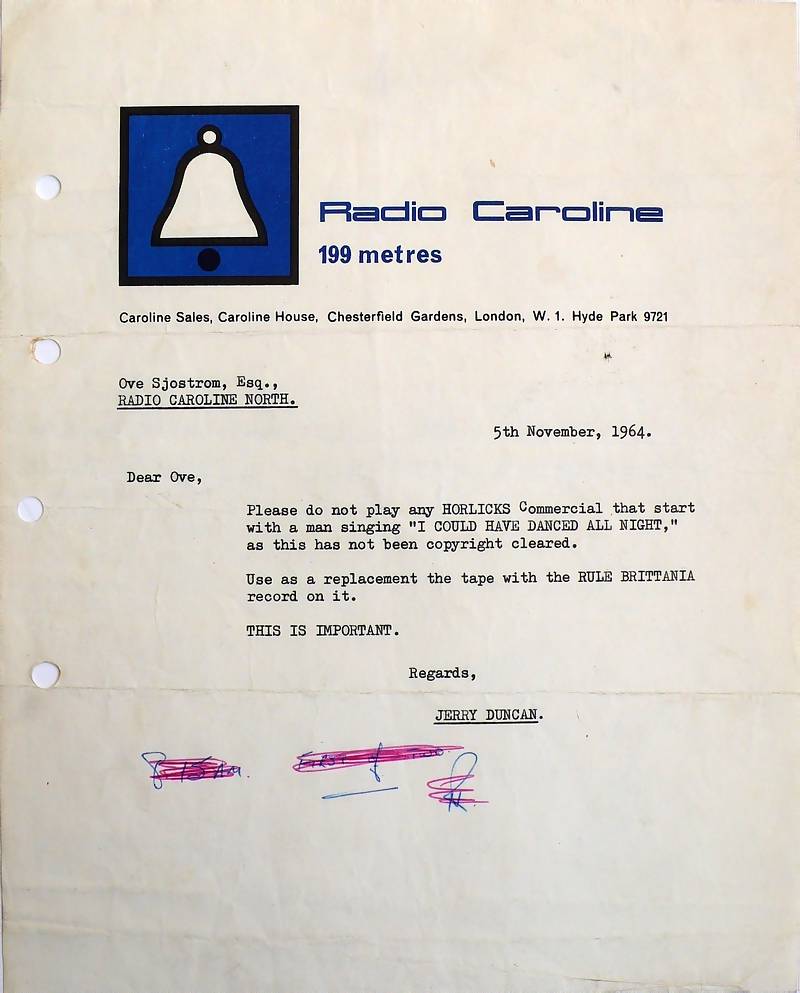 Radio Caroline
199 metres
Caroline Sales, Caroline House, Chesterfield Gardens, London, W. 1. Hyde Park 9721
Ove Sjostrom, Esq.,
RADIO CAROLINE NORTH.
5th November, 1964.
Dear Ove,
Please do not play any HORLICKS Commercial that start
with a man singing "I COULD HAVE DANCED ALL NIGHT,"
as this has not been copyright cleared.
Use as a replacement the tape with the RULE BRITTANIA
record on it.
THIS IS IMPORTANT.
Regards,
JERRY DUNCAN.